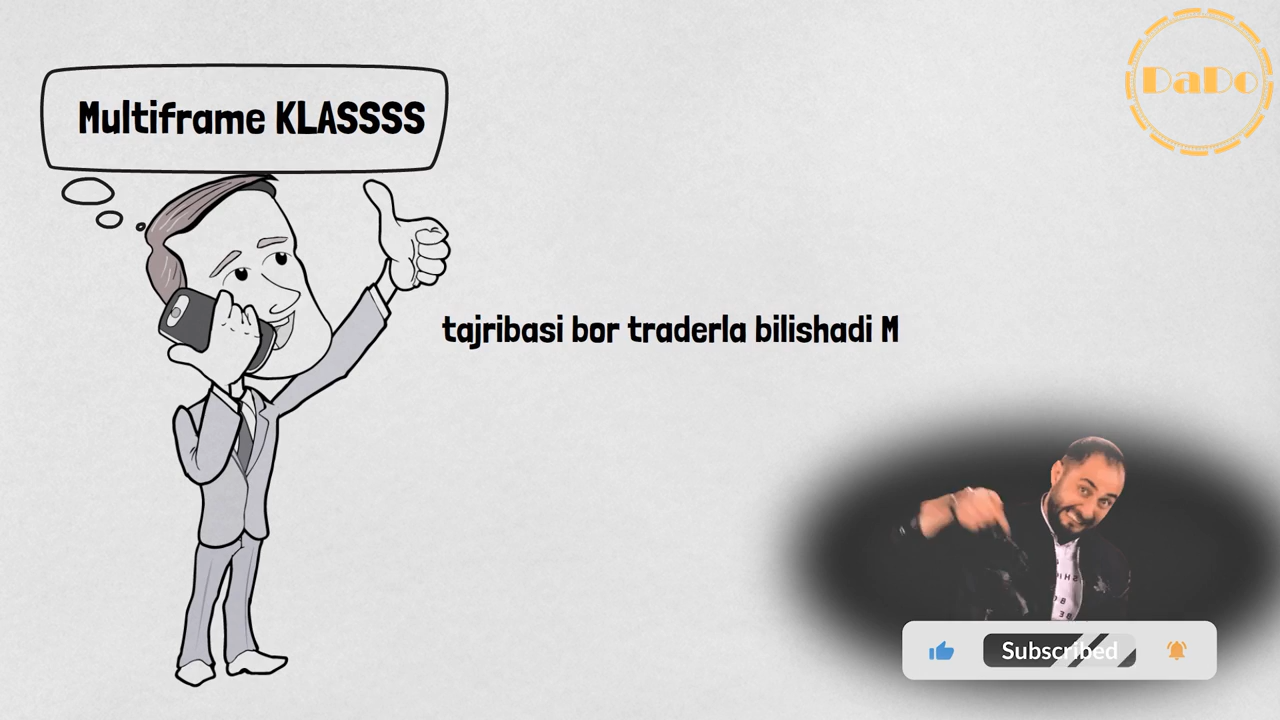 Multiframe KLASSSS
DaDo
tajribasi bor traderla bilishadi M
Subscribed